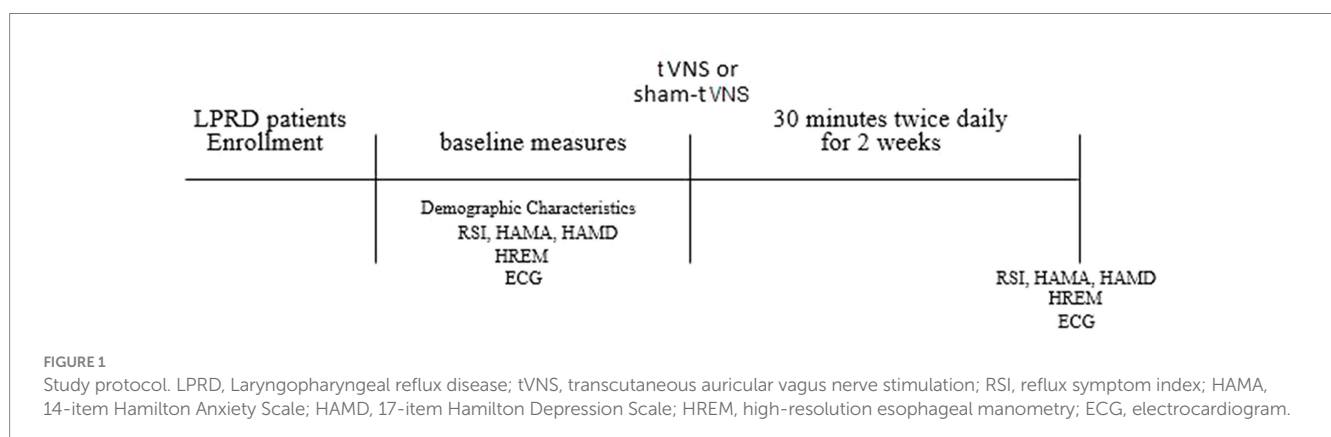 tVNS or
sham-tVNS
LPRD patients
Enrollment
baseline measures
30 minutes twice daily
for 2 weeks
Demographic Characteristics
RSI, HAMA, HAMD
HREM
ECG
RSI, HAMA, HAMD
HREM
ECG
FIGURE 1
Study protocol. LPRD, Laryngopharyngeal reflux disease; tVNS, transcutaneous auricular vagus nerve stimulation; RSI, reflux symptom index; HAMA,
14-item Hamilton Anxiety Scale; HAMD, 17-item Hamilton Depression Scale; HREM, high-resolution esophageal manometry; ECG, electrocardiogram.